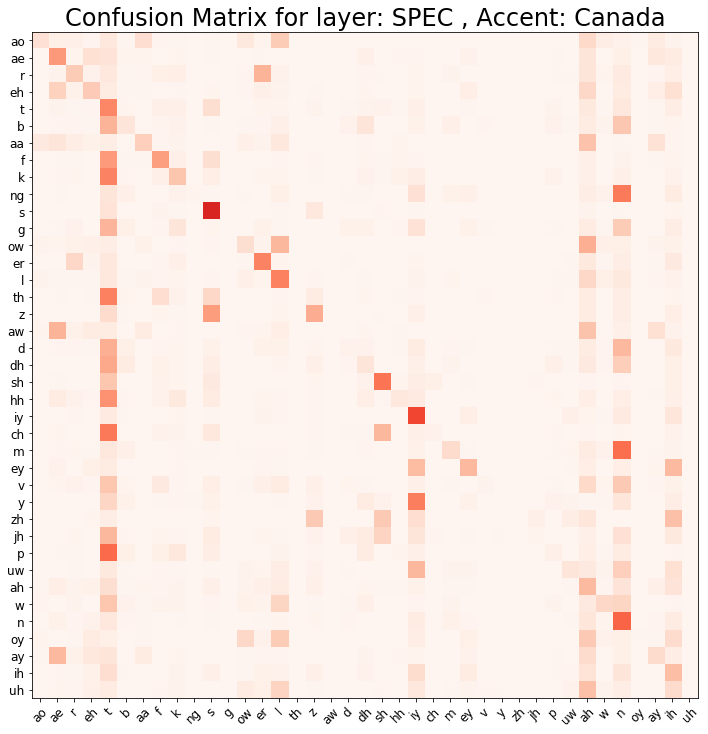 Confusion Matrix for layer: SPEC , Accent: Canada
ao
ae
r
eh
t
b
aa
f
k
ng
s
g
ow
er
l
th
z
aw
d
dh
sh
hh
iy
ch
m
ey
v
y
zh
jh
p
uw
ah
w
n
oy
ay
ih
uh
ao ae r eh t b aa f k ng s g ow er l th z aw d dh sh hh iy ch m ey v y zh jh p uw ah w n oy ay ih uh